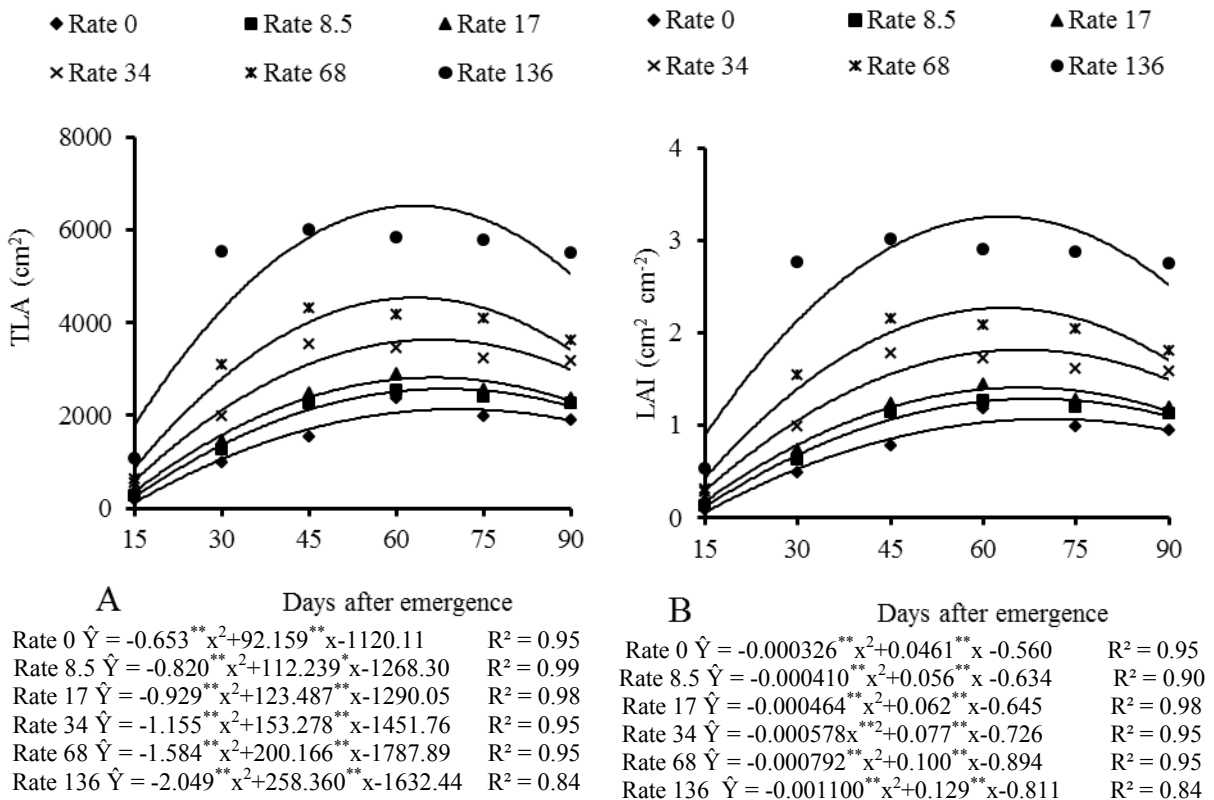 Rate 0 Rate 8.5 Rate 17
Rate 34 Rate 68 Rate 136
TLA (cm²)
8000
6000
4000
2000
0
15 30 45 60 75 90
A Days after emergence
Rate 0 Ŷ = -0.653**x²+92.159**x-1120.11 R² = 0.95
Rate 8.5 Ŷ = -0.820**x²+112.239*x-1268.30 R² = 0.99
Rate 17 Ŷ = -0.929**x²+123.487**x-1290.05 R² = 0.98
Rate 34 Ŷ = -1.155**x²+153.278**x-1451.76 R² = 0.95
Rate 68 Ŷ = -1.584**x²+200.166**x-1787.89 R² = 0.95
Rate 136 Ŷ = -2.049**x²+258.360**x-1632.44 R² = 0.84
Rate 0 Rate 8.5 Rate 17
Rate 34 Rate 68 Rate 136
LAI (cm² cm⁻²)
4
3
2
1
0
15 30 45 60 75 90
B Days after emergence
Rate 0 Ŷ = -0.000326**x²+0.0461**x -0.560 R² = 0.95
Rate 8.5 Ŷ = -0.000410**x²+0.056**x -0.634 R² = 0.90
Rate 17 Ŷ = -0.000464**x²+0.062**x-0.645 R² = 0.98
Rate 34 Ŷ = -0.000578x**²+0.077**x-0.726 R² = 0.95
Rate 68 Ŷ = -0.000792**x²+0.100**x-0.894 R² = 0.95
Rate 136 Ŷ = -0.001100**x²+0.129**x-0.811 R² = 0.84